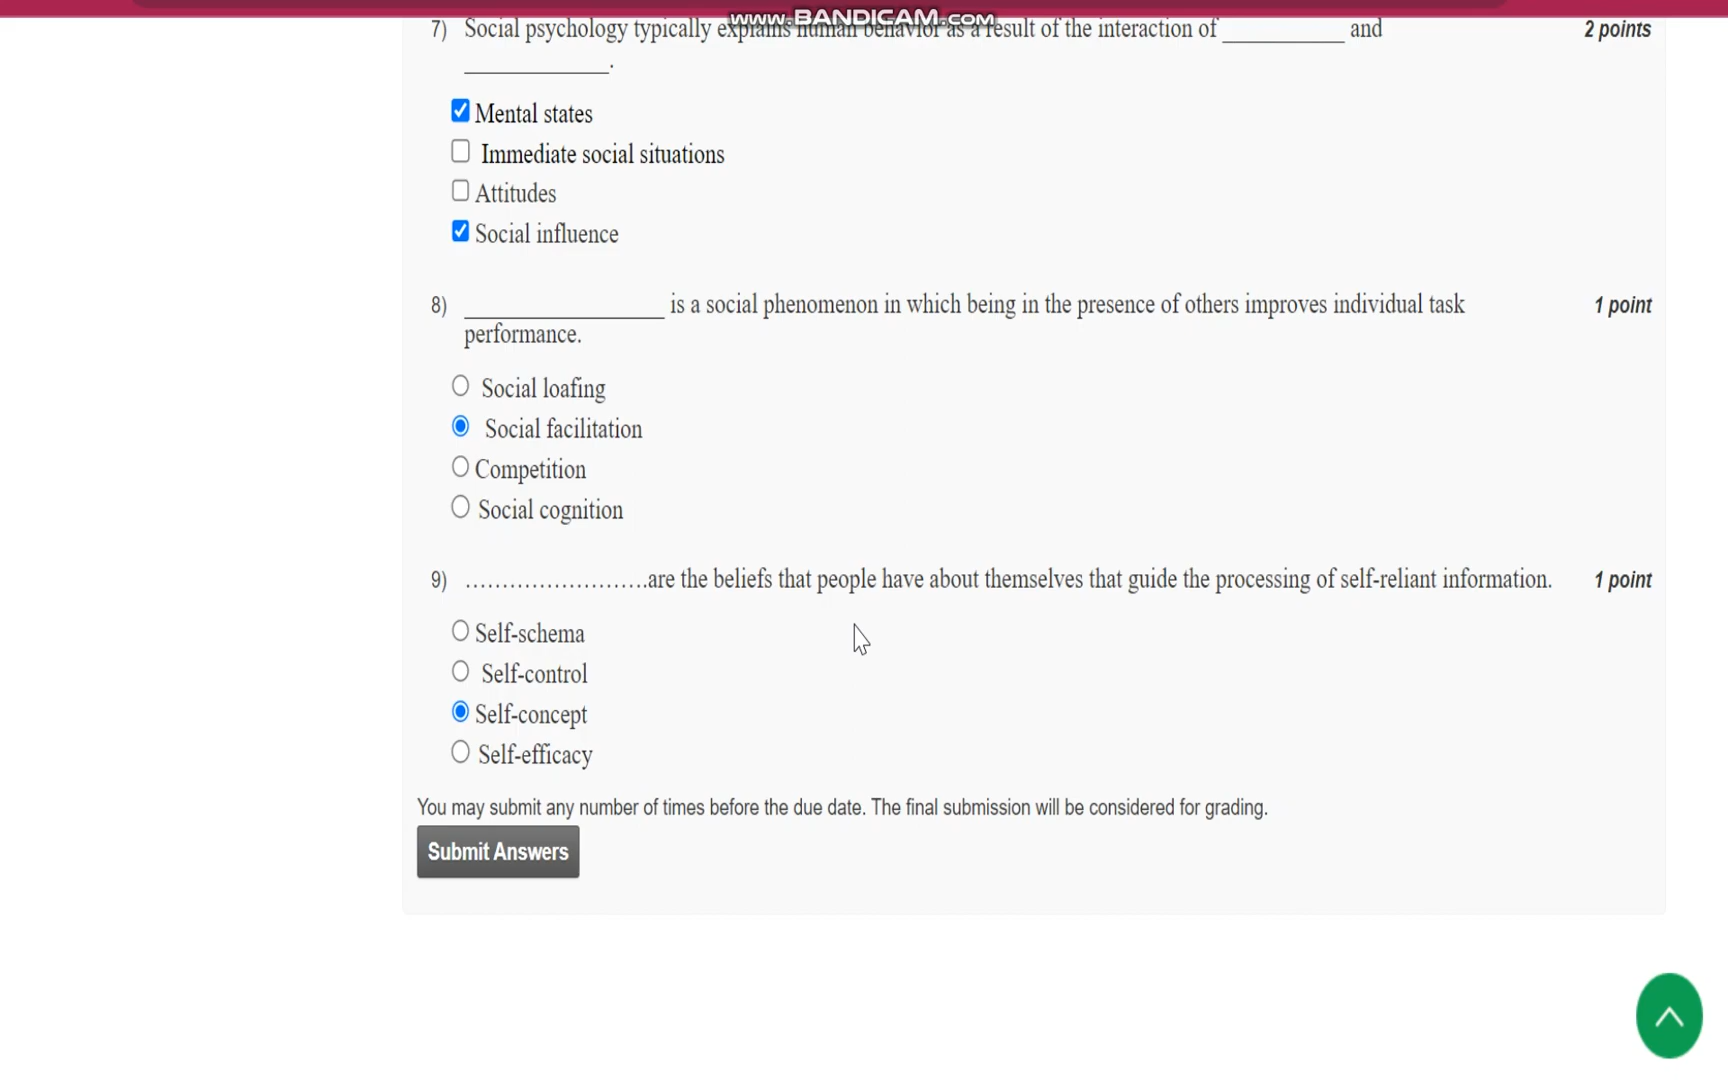 www.BANDICAM.com
7) Social psychology typically explains human behavior as a result of the interaction of ___________ and 2 points
_____________.
Mental states
Immediate social situations
Attitudes
Social influence
8) __________________ is a social phenomenon in which being in the presence of others improves individual task 1 point
performance.
Social loafing
Social facilitation
Competition
Social cognition
9) ……………………….are the beliefs that people have about themselves that guide the processing of self-reliant information. 1 point
Self-schema
Self-control
Self-concept
Self-efficacy
You may submit any number of times before the due date. The final submission will be considered for grading.
Submit Answers